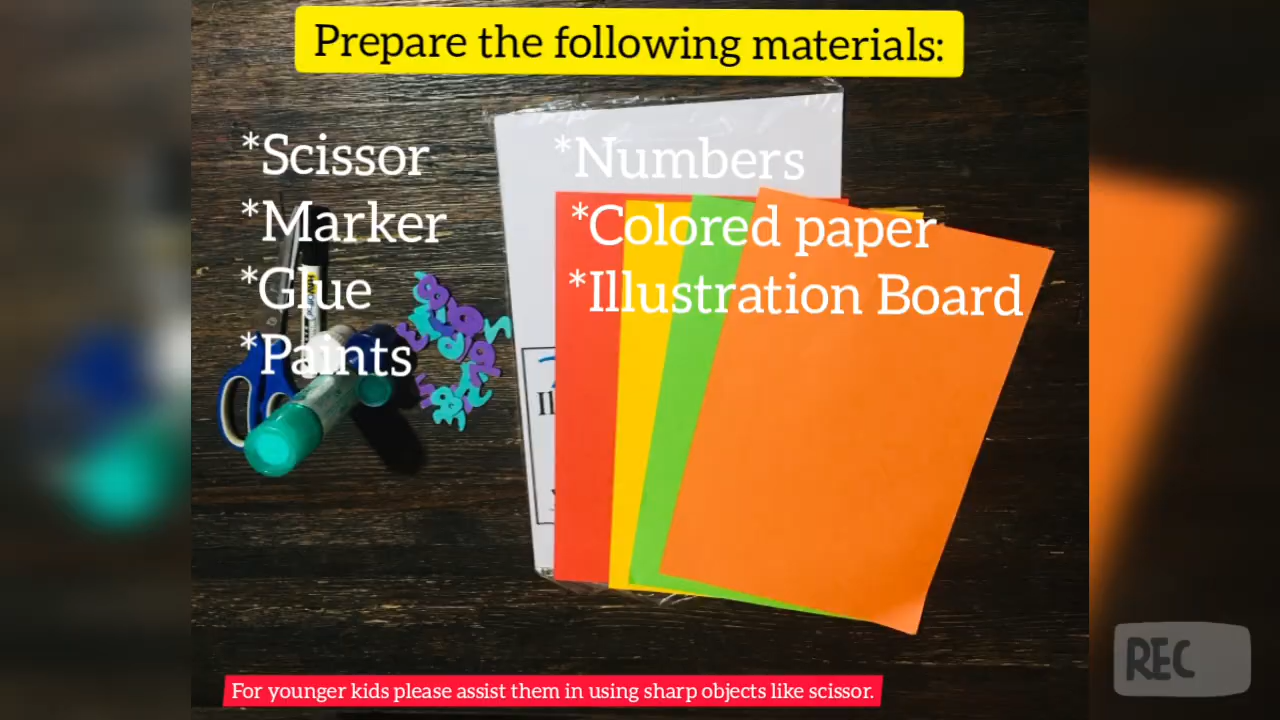 Prepare the following materials:
*Scissor
*Marker
*Glue
*Paints
*Numbers
*Colored paper
*Illustration Board
Il
For younger kids please assist them in using sharp objects like scissor.
REC